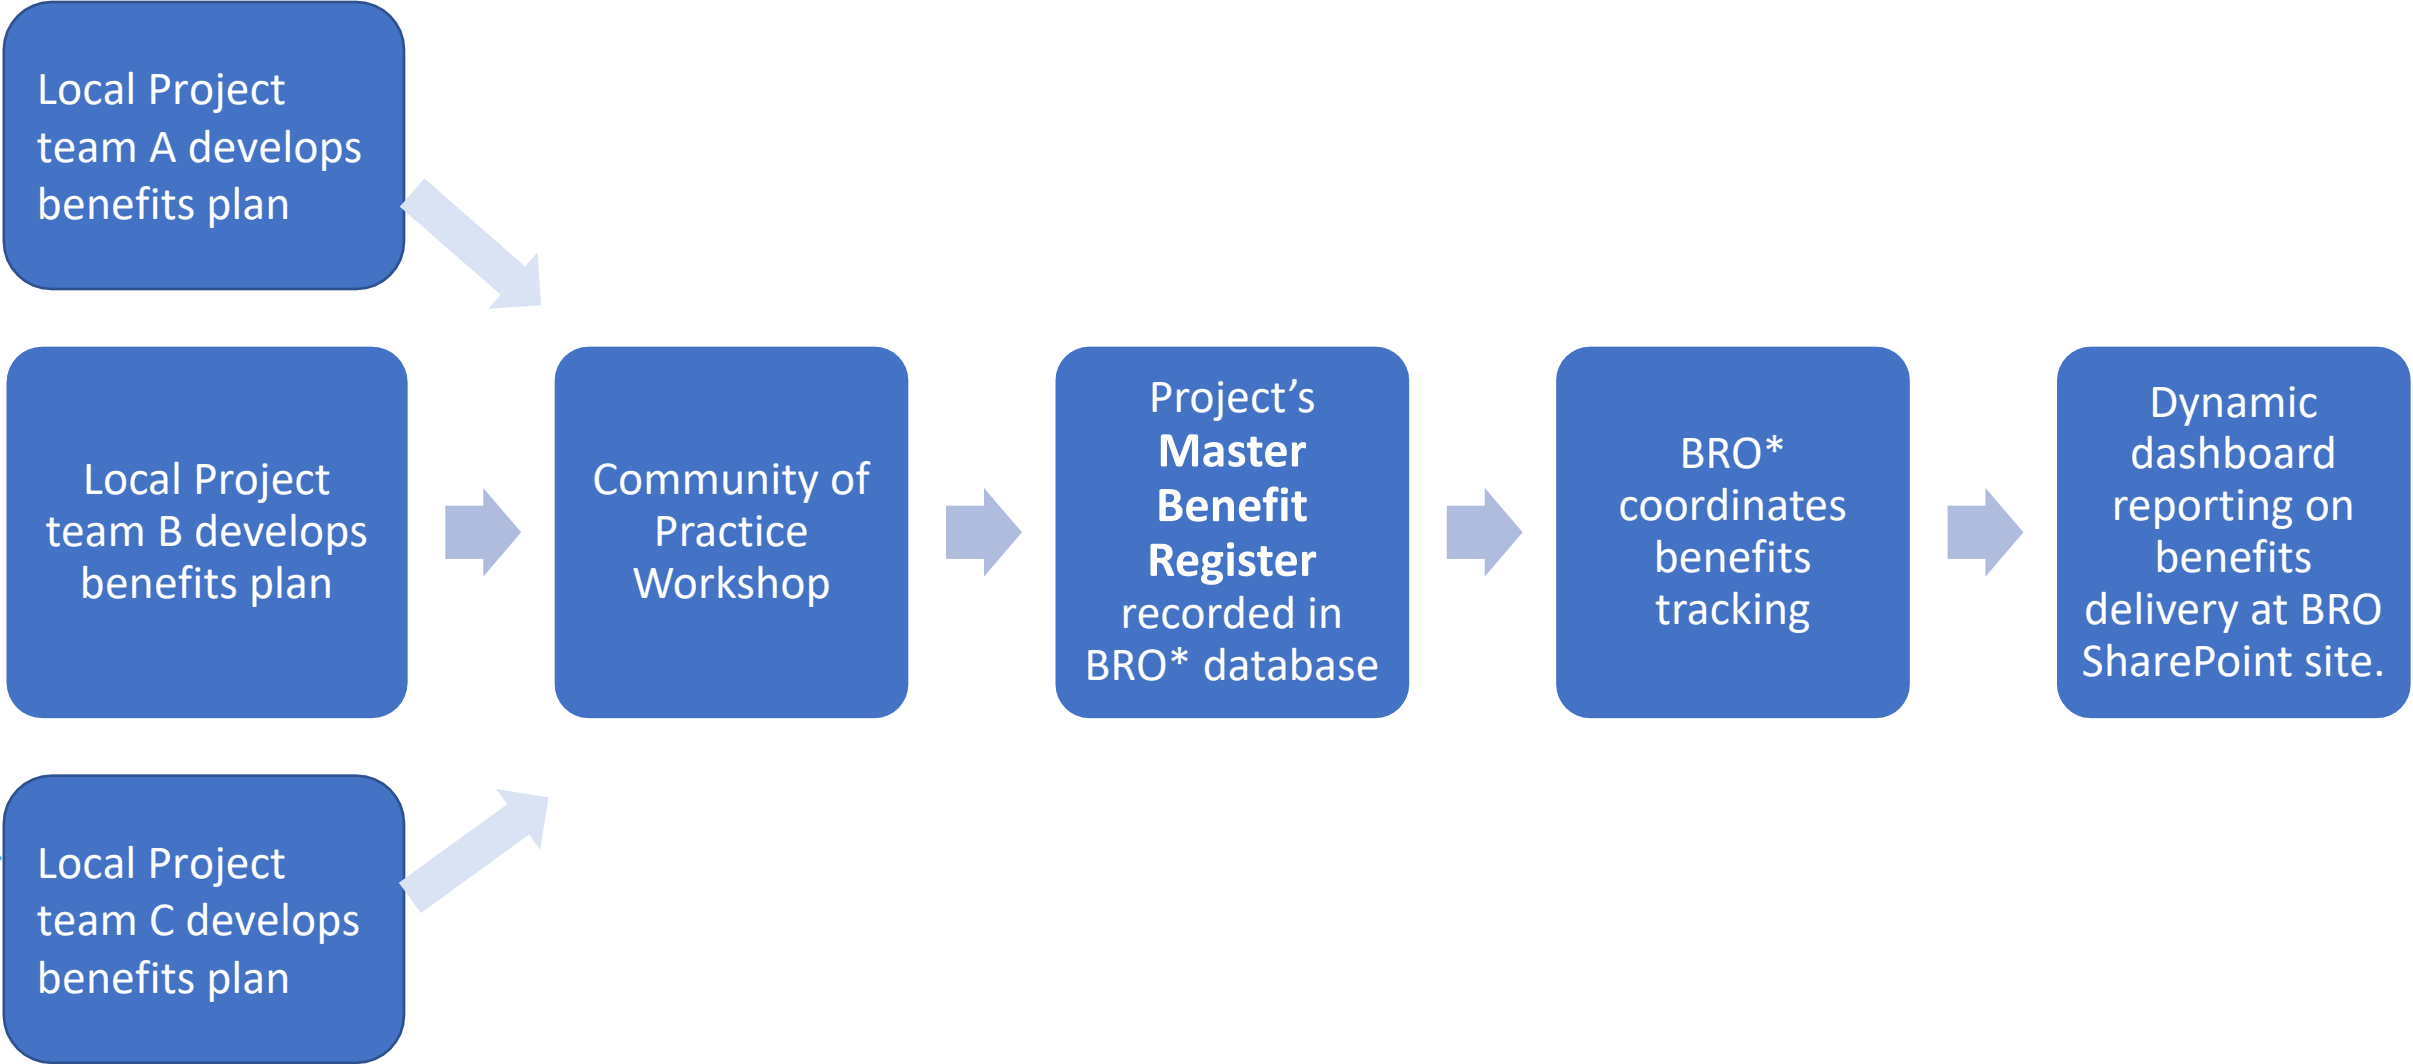 Local Project
team A develops
benefits plan
Local Project
team B develops
benefits plan
Local Project
team C develops
benefits plan
Community of
Practice
Workshop
Project’s
Master
Benefit
Register
recorded in
BRO* database
BRO*
coordinates
benefits
tracking
Dynamic
dashboard
reporting on
benefits
delivery at BRO
SharePoint site.